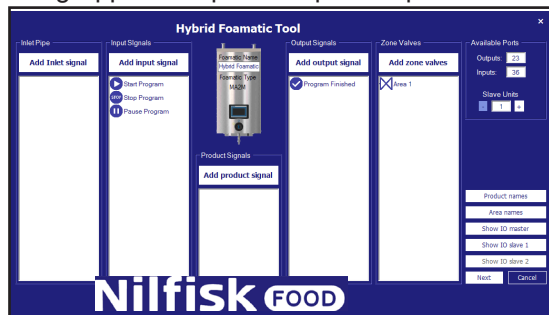 Hybrid Foamatic Tool
×
Inlet Pipe
Add Inlet signal
Input SIgnals
Add input signal
Start Program
STOP Stop Program
Pause Program
Foamatic Name
Hybrid Foamatic
Foamatic Type
MA2M
Product Signals
Add product signal
Output Signals
Add output signal
Program Finished
Zone Valves
Add zone valves
Area 1
Available Ports
Outputs: 23
Inputs: 36
Slave Units
- 1 +
Product names
Area names
Show IO master
Show IO slave 1
Show IO slave 2
Next Cancel
Nilfisk FOOD